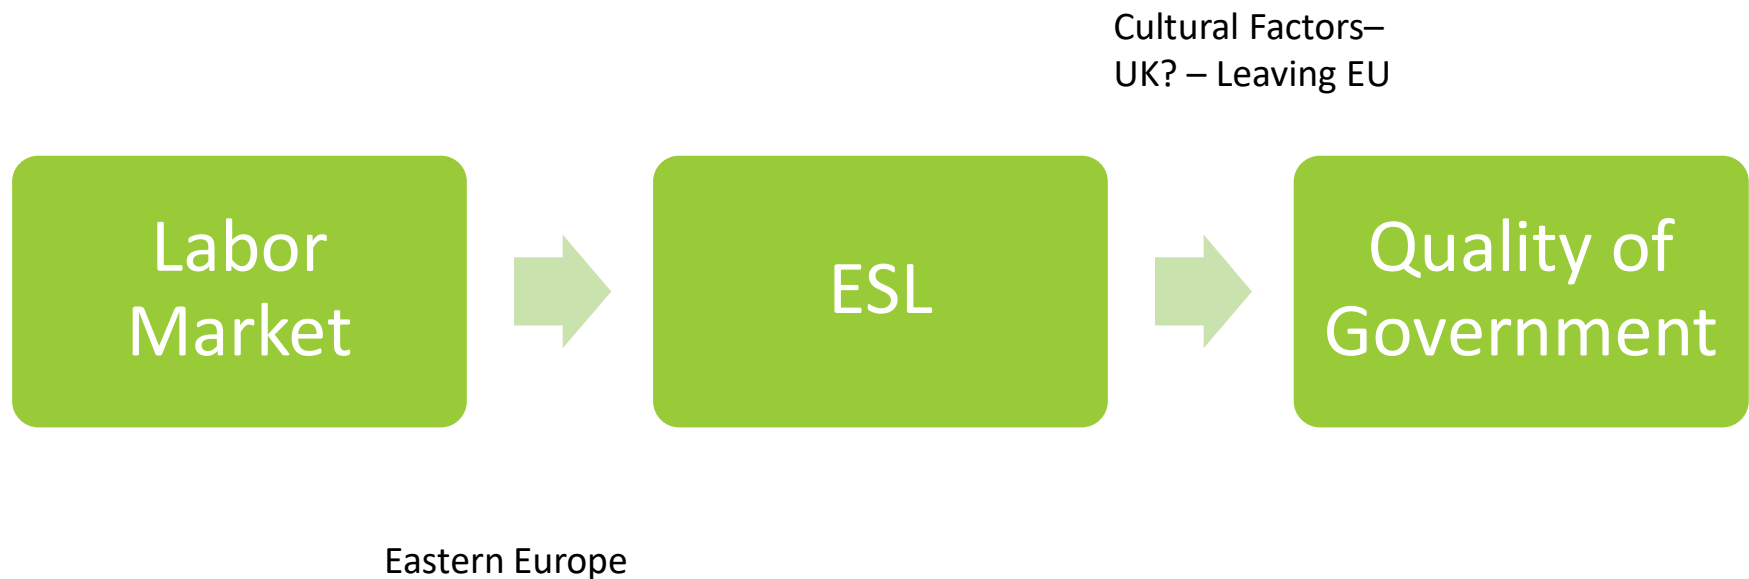 Cultural Factors–
UK? – Leaving EU
Labor
Market
ESL
Quality of
Government
Eastern Europe